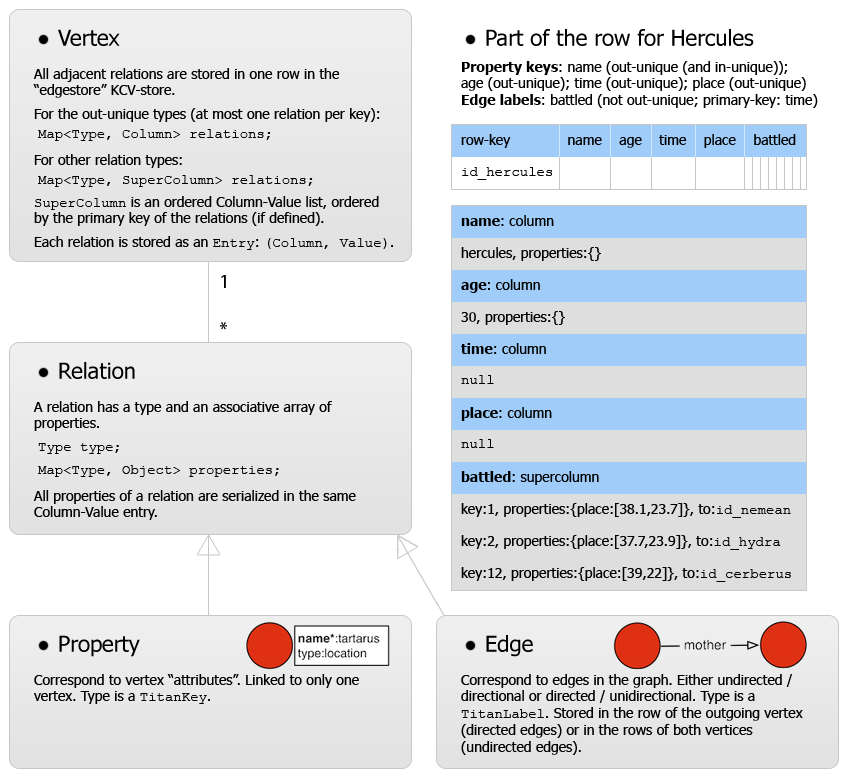 ● Vertex
All adjacent relations are stored in one row in the
“edgestore” KCV-store.
For the out-unique types (at most one relation per key):
Map<Type, Column> relations;
For other relation types:
Map<Type, SuperColumn> relations;
SuperColumn is an ordered Column-Value list, ordered
by the primary key of the relations (if defined).
Each relation is stored as an Entry: (Column, Value).
1
*
● Relation
A relation has a type and an associative array of
properties.
Type type;
Map<Type, Object> properties;
All properties of a relation are serialized in the same
Column-Value entry.
● Property
name*:tartarus
type:location
Correspond to vertex “attributes”. Linked to only one
vertex. Type is a TitanKey.
● Part of the row for Hercules
Property keys: name (out-unique (and in-unique));
age (out-unique); time (out-unique); place (out-unique)
Edge labels: battled (not out-unique; primary-key: time)
row-key name age time place battled
id_hercules
name: column
hercules, properties:{}
age: column
30, properties:{}
time: column
null
place: column
null
battled: supercolumn
key:1, properties:{place:[38.1,23.7]}, to:id_nemean
key:2, properties:{place:[37.7,23.9]}, to:id_hydra
key:12, properties:{place:[39,22]}, to:id_cerberus
● Edge
mother
Correspond to edges in the graph. Either undirected /
directional or directed / unidirectional. Type is a
TitanLabel. Stored in the row of the outgoing vertex
(directed edges) or in the rows of both vertices
(undirected edges).